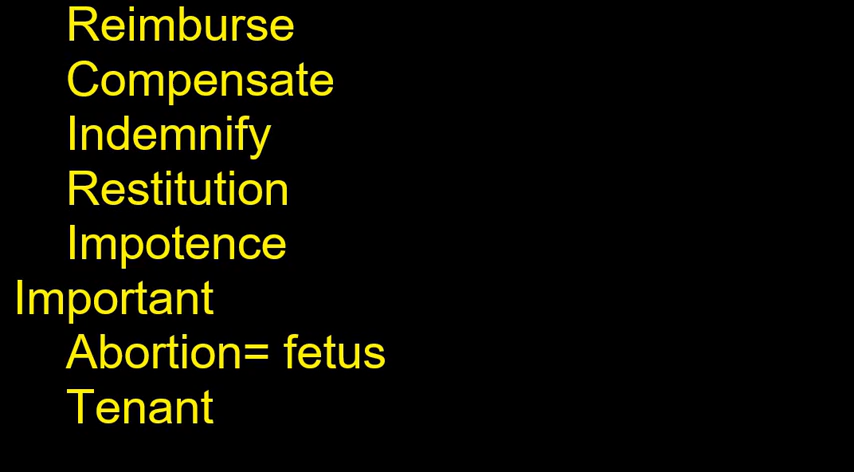 Reimburse
Compensate
Indemnify
Restitution
Impotence
Important
Abortion= fetus
Tenant